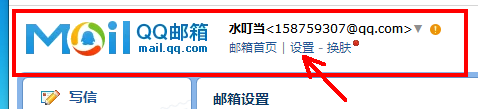 Mail QQ邮箱
mail.qq.com
水叮当<158759307@qq.com>
邮箱首页 | 设置 - 换肤
写信
邮箱设置